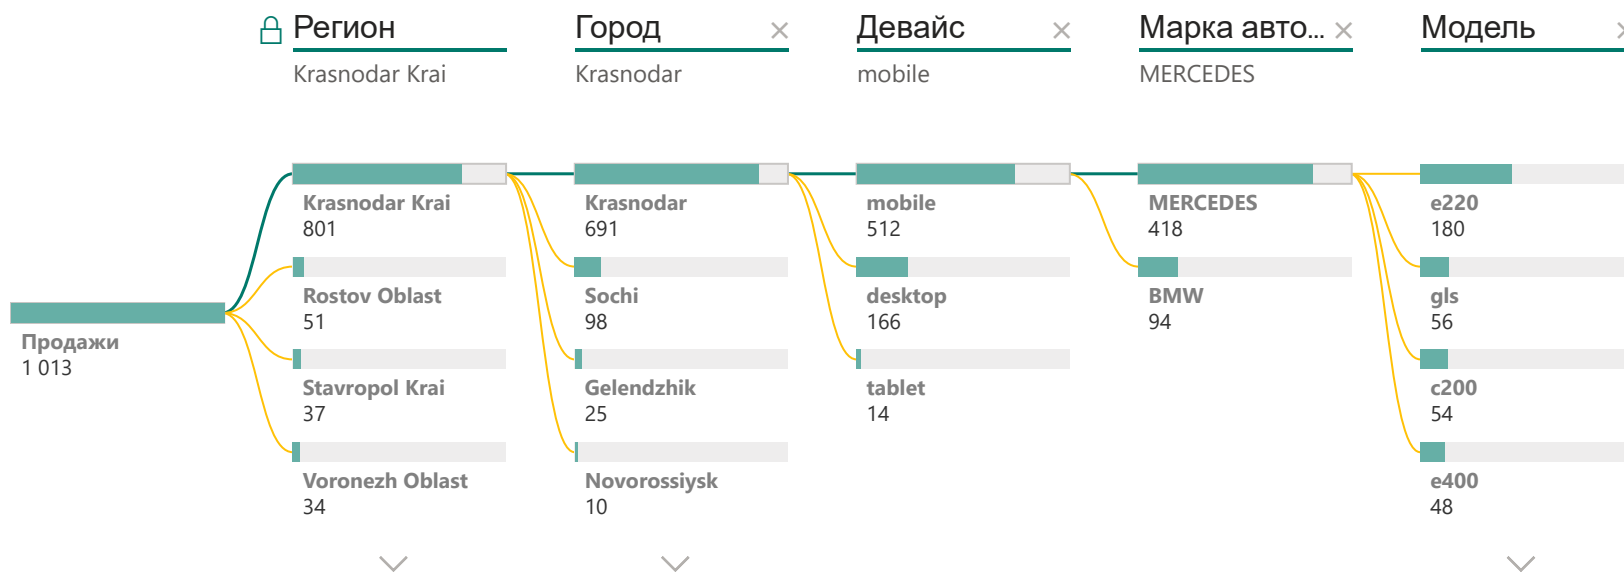 Регион
Город
Девайс
Марка авто...
Модель
Krasnodar Krai
Krasnodar
mobile
MERCEDES
Продажи
1 013
Krasnodar Krai
801
Rostov Oblast
51
Stavropol Krai
37
Voronezh Oblast
34
Krasnodar
691
Sochi
98
Gelendzhik
25
Novorossiysk
10
mobile
512
desktop
166
tablet
14
MERCEDES
418
BMW
94
e220
180
gls
56
c200
54
e400
48